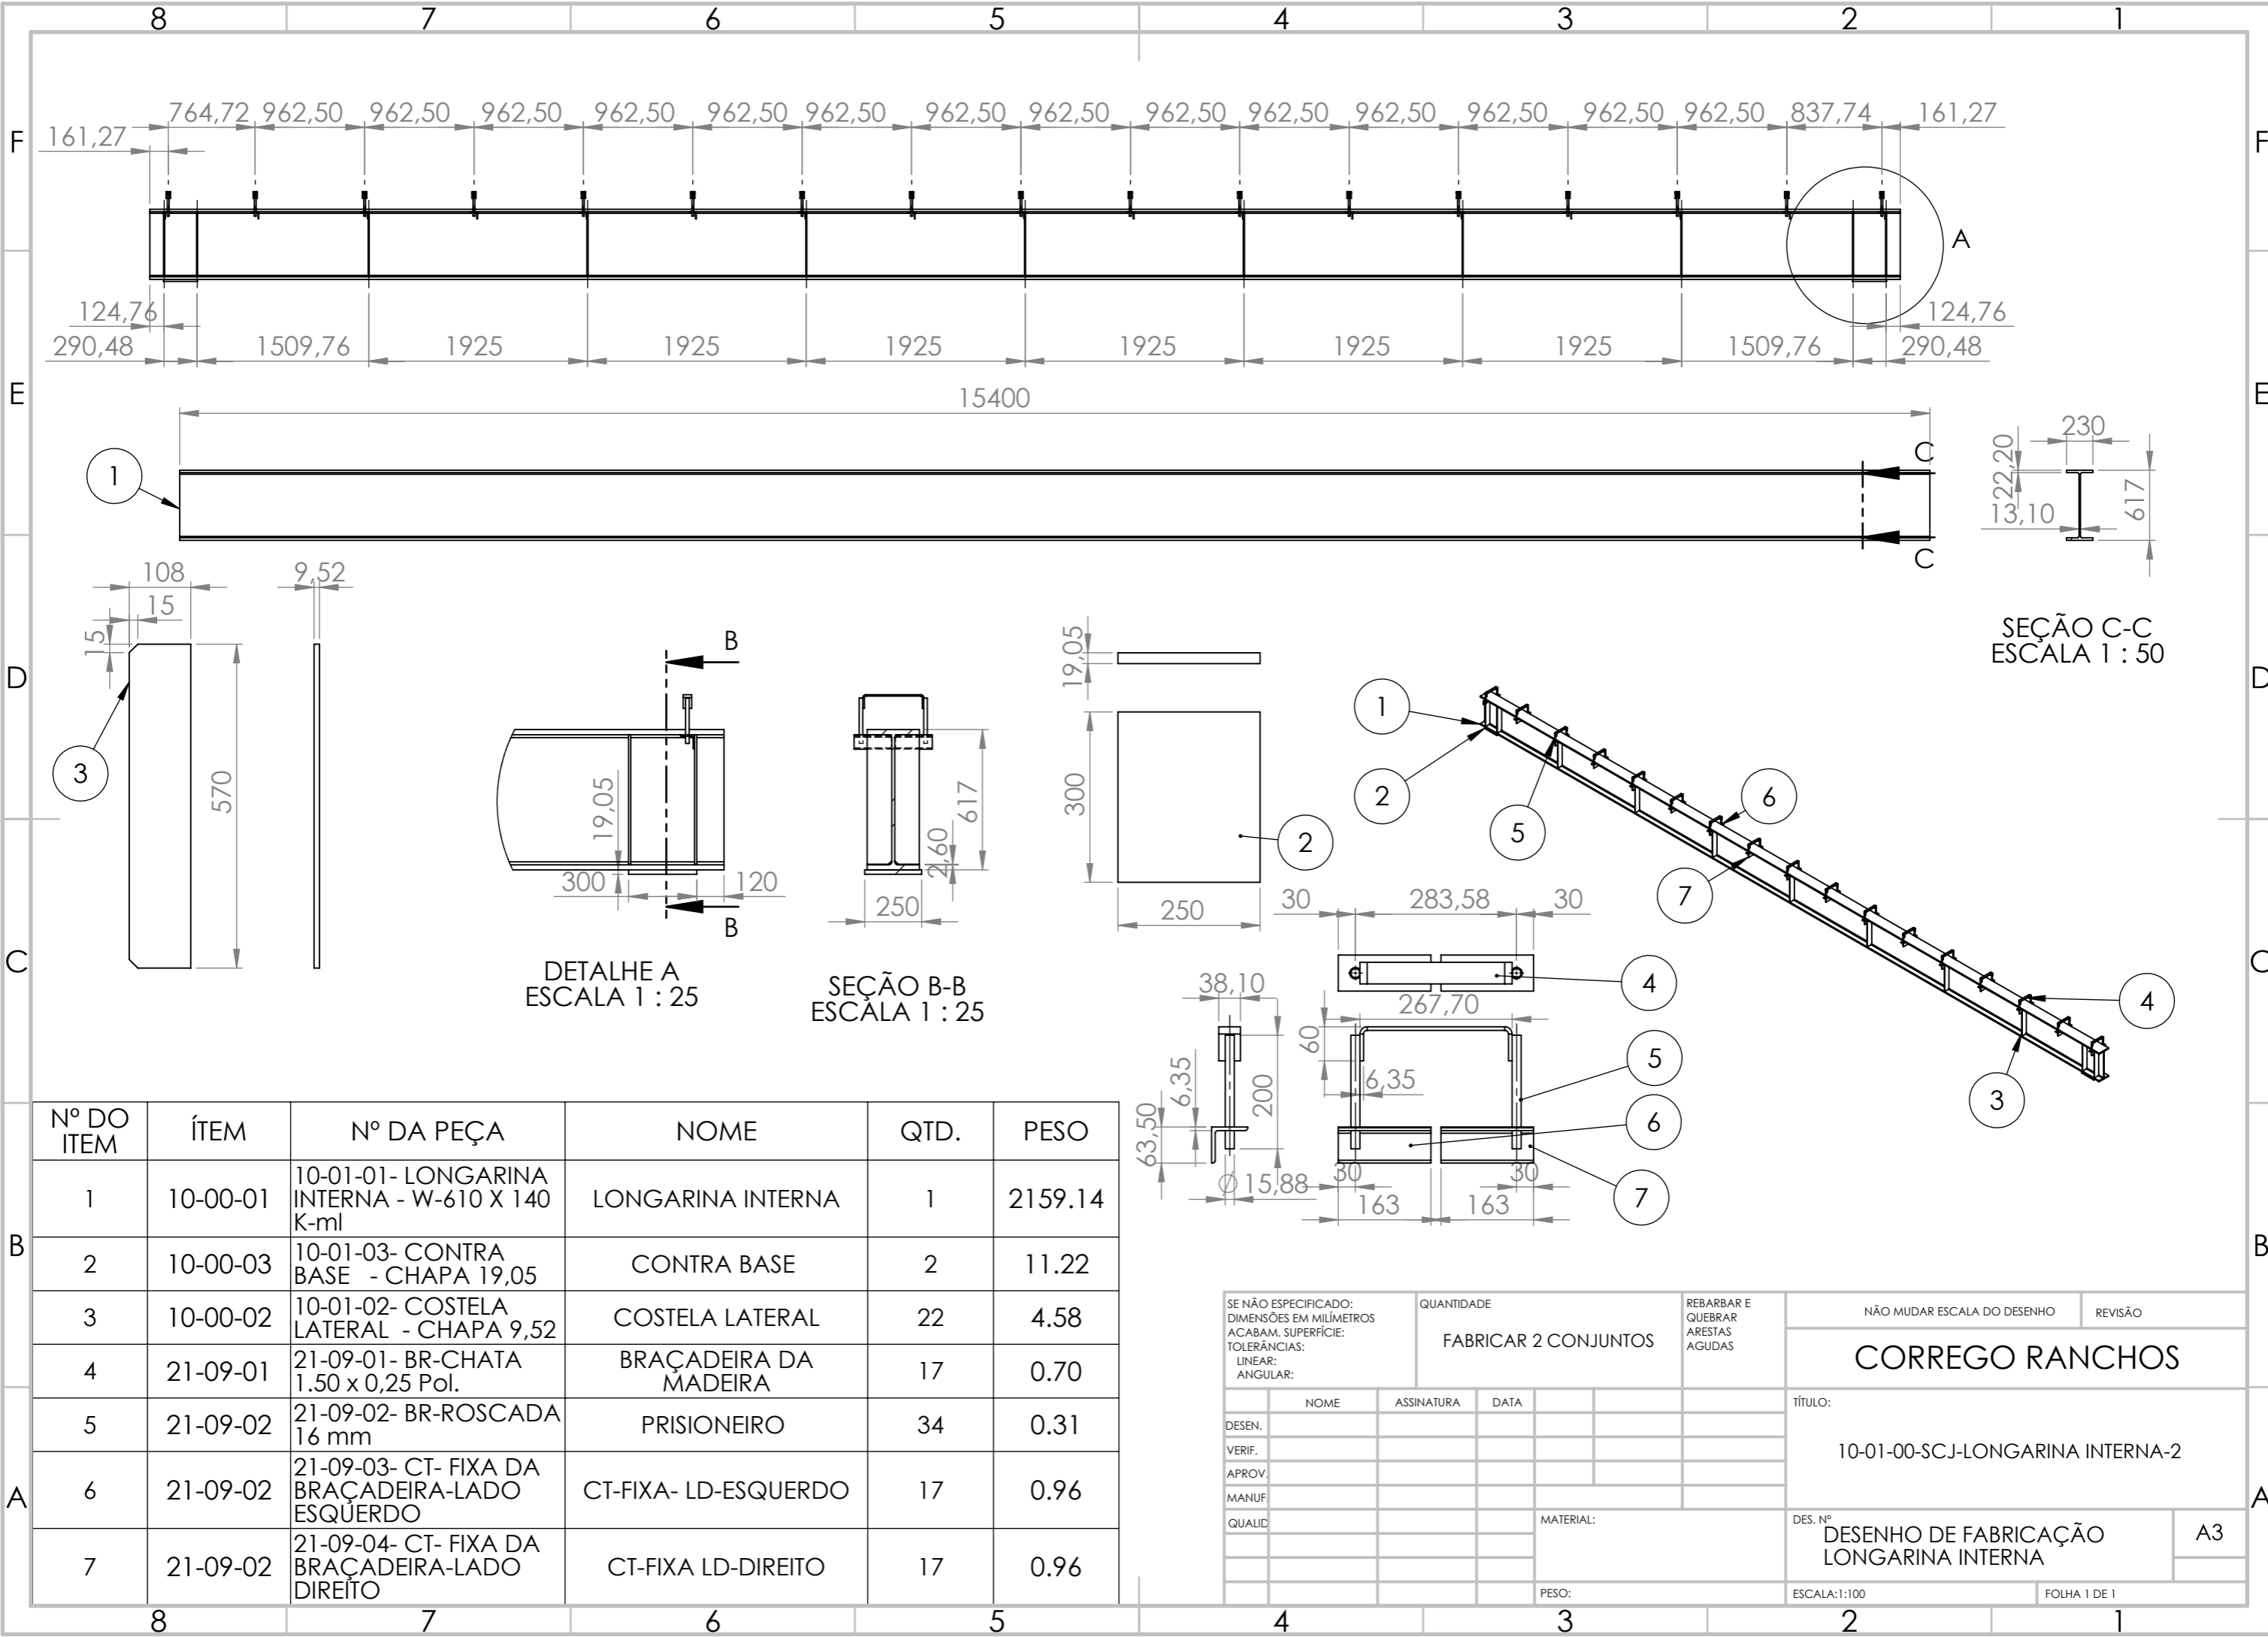 8 7 6 5 4 3 2 1
F F
161,27 764,72 962,50 962,50 962,50 962,50 962,50 962,50 962,50 962,50 962,50 962,50 962,50 962,50 962,50 962,50 837,74 161,27
A
124,76 124,76
290,48 1509,76 1925 1925 1925 1925 1925 1925 1509,76 290,48
E E
15400
1
C
C
230
22,20
13,10
617
SEÇÃO C-C
ESCALA 1 : 50
D D
108
15
15
9,52
570
3
B
B
19,05
300
120
DETALHE A
ESCALA 1 : 25
617
2,60
250
SEÇÃO B-B
ESCALA 1 : 25
19,05
300
250
2
1
2
5
6
7
4
3
C C
30 283,58 30
4
38,10
267,70
60
6,35
200
6,35
63,50
Ø 15,88
30 30
163 163
5
6
7
B B
A A
Nº DO ITEM ÍTEM Nº DA PEÇA NOME QTD. PESO
1 10-00-01 10-01-01- LONGARINA INTERNA - W-610 X 140 K-ml LONGARINA INTERNA 1 2159.14
2 10-00-03 10-01-03- CONTRA BASE - CHAPA 19,05 CONTRA BASE 2 11.22
3 10-00-02 10-01-02- COSTELA LATERAL - CHAPA 9,52 COSTELA LATERAL 22 4.58
4 21-09-01 21-09-01- BR-CHATA 1.50 x 0,25 Pol. BRAÇADEIRA DA MADEIRA 17 0.70
5 21-09-02 21-09-02- BR-ROSCADA 16 mm PRISIONEIRO 34 0.31
6 21-09-02 21-09-03- CT- FIXA DA BRAÇADEIRA-LADO ESQUERDO CT-FIXA- LD-ESQUERDO 17 0.96
7 21-09-02 21-09-04- CT- FIXA DA BRAÇADEIRA-LADO DIREITO CT-FIXA LD-DIREITO 17 0.96
SE NÃO ESPECIFICADO:
DIMENSÕES EM MILÍMETROS
ACABAM. SUPERFÍCIE:
TOLERÂNCIAS:
LINEAR:
ANGULAR:
QUANTIDADE
FABRICAR 2 CONJUNTOS
REBARBAR E
QUEBRAR
ARESTAS
AGUDAS
NÃO MUDAR ESCALA DO DESENHO REVISÃO
CORREGO RANCHOS
NOME ASSINATURA DATA
DESEN.
VERIF.
APROV.
MANUF.
QUALID
TÍTULO:
10-01-00-SCJ-LONGARINA INTERNA-2
MATERIAL:
PESO:
DES. Nº
DESENHO DE FABRICAÇÃO
LONGARINA INTERNA
A3
ESCALA:1:100 FOLHA 1 DE 1
8 7 6 5 4 3 2 1